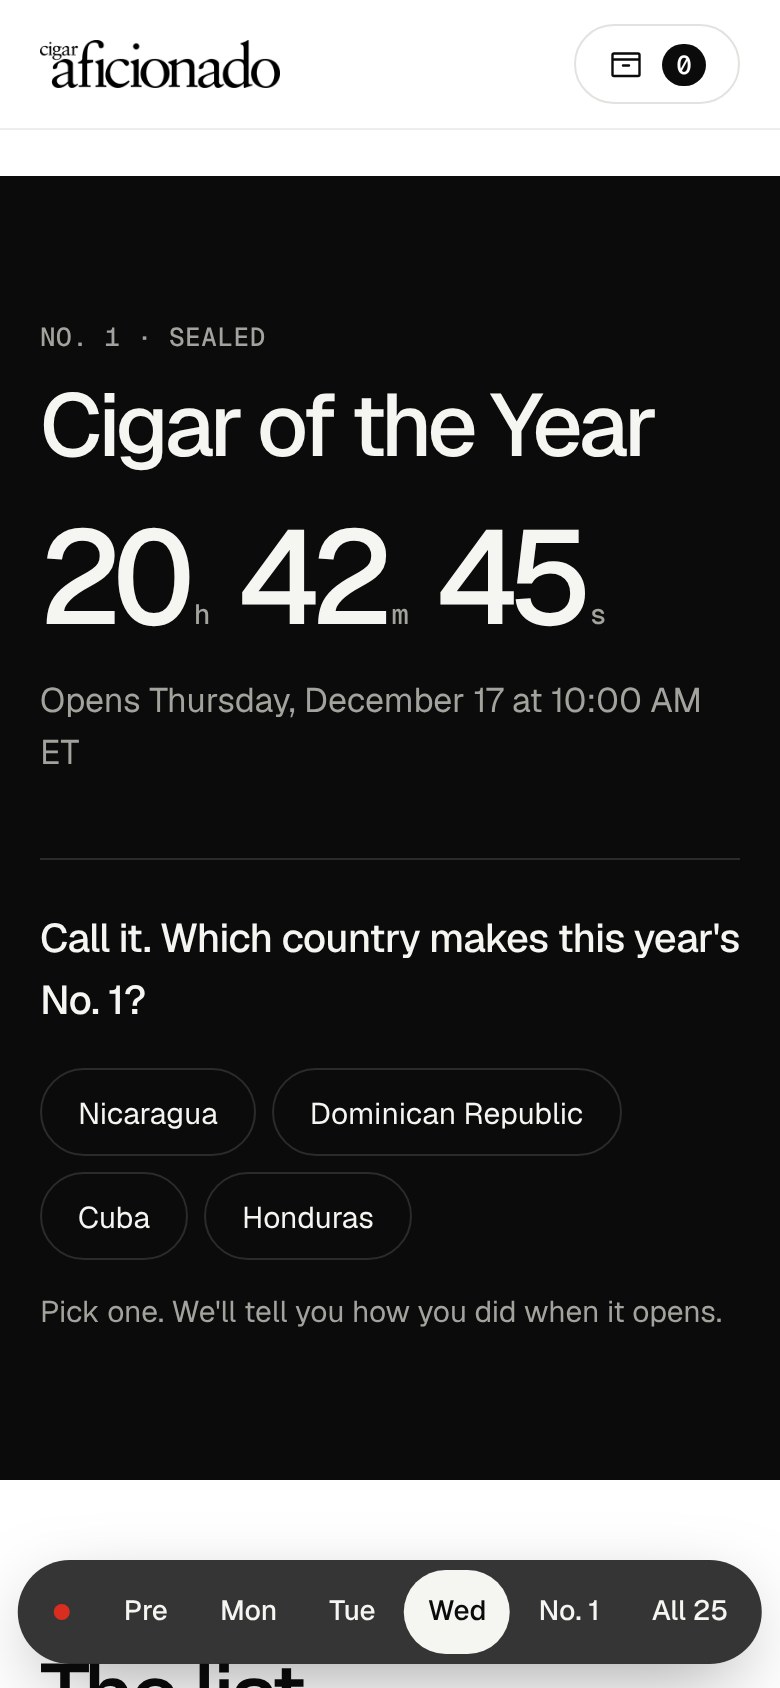 cigar
aficionado
0
NO. 1 · SEALED
Cigar of the Year
20h 42m 45s
Opens Thursday, December 17 at 10:00 AM
ET
Call it. Which country makes this year's
No. 1?
Nicaragua Dominican Republic
Cuba Honduras
Pick one. We'll tell you how you did when it opens.
Pre Mon Tue Wed No. 1 All 25
The list